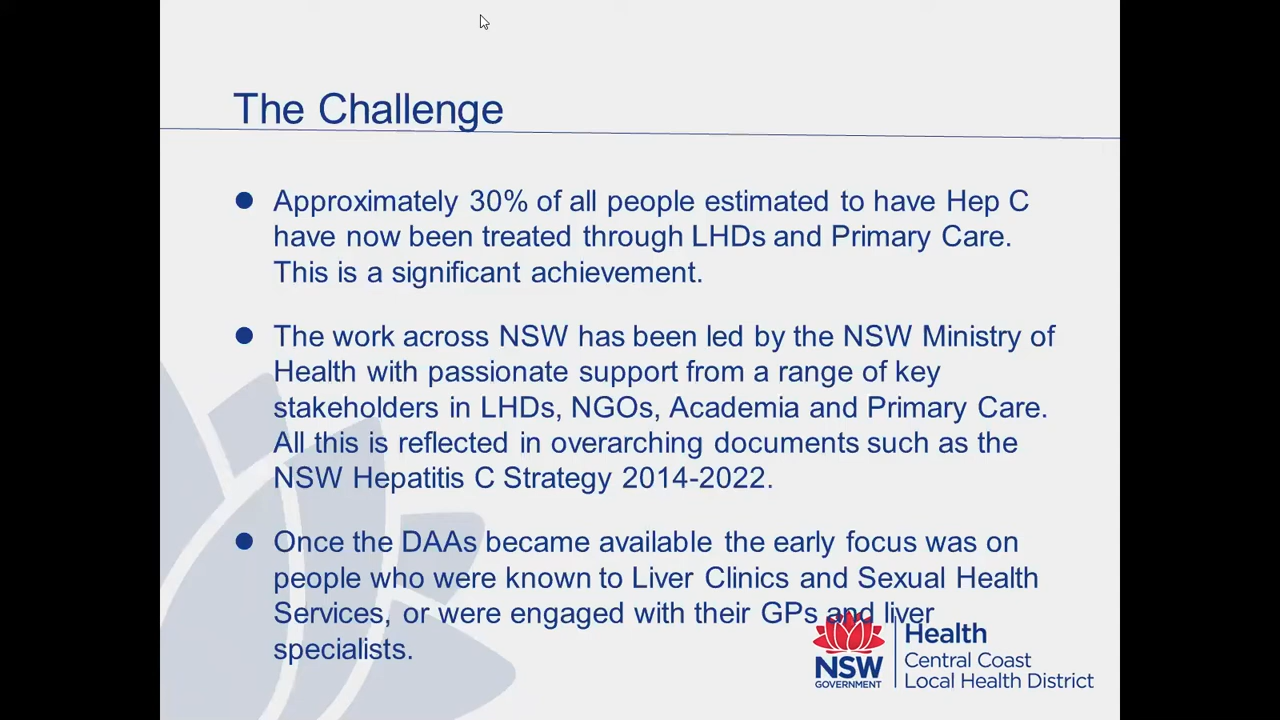 The Challenge
Approximately 30% of all people estimated to have Hep C
have now been treated through LHDs and Primary Care.
This is a significant achievement.
The work across NSW has been led by the NSW Ministry of
Health with passionate support from a range of key
stakeholders in LHDs, NGOs, Academia and Primary Care.
All this is reflected in overarching documents such as the
NSW Hepatitis C Strategy 2014-2022.
Once the DAAs became available the early focus was on
people who were known to Liver Clinics and Sexual Health
Services, or were engaged with their GPs and liver
specialists.
NSW
GOVERNMENT
Health
Central Coast
Local Health District